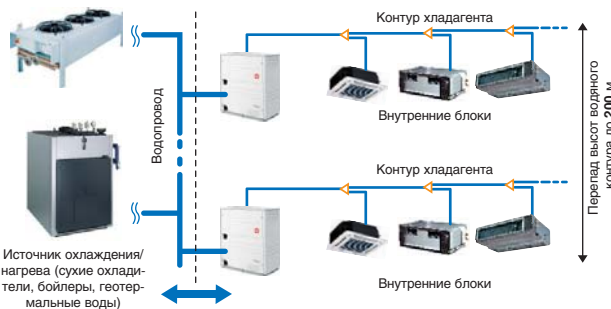 Контур хладагента
Внутренние блоки
Водопровод
Перепад высот водяного
контура до 200 м
Контур хладагента
Внутренние блоки
Источник охлаждения/
нагрева (сухие охлади-
тели, бойлеры, геотер-
мальные воды)